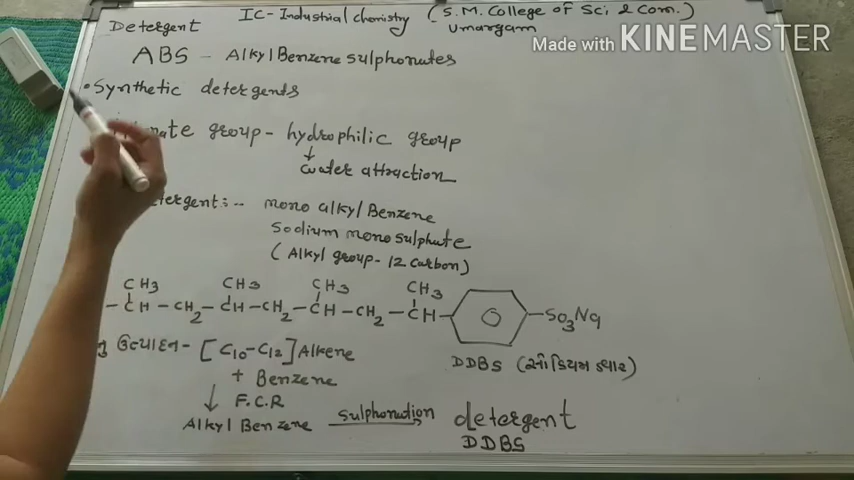 Detergent IC-Industrial chemistry (S.M. College of Sci, & Com.)
Umargam
Made with KINEMASTER
ABS - Alkyl Benzene sulphonates
• Synthetic detergents
group - hydrophilic group
↓
water attraction
detergent :-- mono alkyl Benzene
Sodium mono sulphate
(Alkyl group - 12 carbon)
CH3 CH3 CH3 CH3
- CH - CH2 - CH - CH2 - CH - CH2 - CH - SO3Na
ઉત્પાદન - [C10-C12] Alkene DDBS (સોડિયમ ક્ષાર)
+ Benzene
↓ F.C.R
Alkyl Benzene sulphonation detergent
DDBS